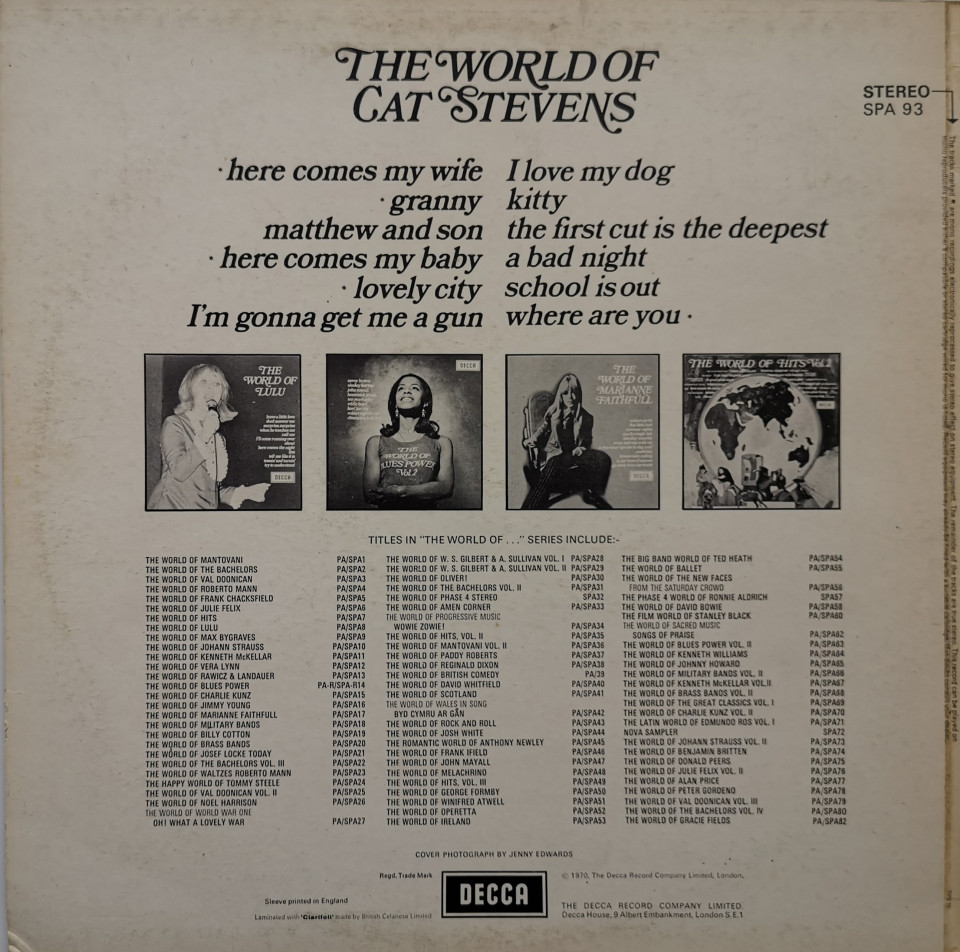 THE WORLD OF
CAT STEVENS
STEREO
SPA 93
· here comes my wife
· granny
matthew and son
· here comes my baby
· lovely city
I'm gonna get me a gun
I love my dog
kitty
the first cut is the deepest
a bad night
school is out
where are you ·
THE
WORLD OF
LULU
DECCA
THE
WORLD OF
BLUES POWER
Vol.2
DECCA
THE
WORLD OF
MARIANNE
FAITHFULL
DECCA
THE WORLD OF HITS Vol.2
TITLES IN "THE WORLD OF . . ." SERIES INCLUDE:-
THE WORLD OF MANTOVANI PA/SPA1
THE WORLD OF THE BACHELORS PA/SPA2
THE WORLD OF VAL DOONICAN PA/SPA3
THE WORLD OF ROBERTO MANN PA/SPA4
THE WORLD OF FRANK CHACKSFIELD PA/SPA5
THE WORLD OF JULIE FELIX PA/SPA6
THE WORLD OF HITS PA/SPA7
THE WORLD OF LULU PA/SPA8
THE WORLD OF MAX BYGRAVES PA/SPA9
THE WORLD OF JOHANN STRAUSS PA/SPA10
THE WORLD OF KENNETH McKELLAR PA/SPA11
THE WORLD OF VERA LYNN PA/SPA12
THE WORLD OF RAWICZ & LANDAUER PA/SPA13
THE WORLD OF BLUES POWER PA-R/SPA-R14
THE WORLD OF CHARLIE KUNZ PA/SPA15
THE WORLD OF JIMMY YOUNG PA/SPA16
THE WORLD OF MARIANNE FAITHFULL PA/SPA17
THE WORLD OF MILITARY BANDS PA/SPA18
THE WORLD OF BILLY COTTON PA/SPA19
THE WORLD OF BRASS BANDS PA/SPA20
THE WORLD OF JOSEF LOCKE TODAY PA/SPA21
THE WORLD OF THE BACHELORS VOL. III PA/SPA22
THE WORLD OF WALTZES ROBERTO MANN PA/SPA23
THE HAPPY WORLD OF TOMMY STEELE PA/SPA24
THE WORLD OF VAL DOONICAN VOL. II PA/SPA25
THE WORLD OF NOEL HARRISON PA/SPA26
THE WORLD OF WORLD WAR ONE
OH! WHAT A LOVELY WAR PA/SPA27
THE WORLD OF W. S. GILBERT & A. SULLIVAN VOL. I PA/SPA28
THE WORLD OF W. S. GILBERT & A. SULLIVAN VOL. II PA/SPA29
THE WORLD OF OLIVER! PA/SPA30
THE WORLD OF THE BACHELORS VOL. II PA/SPA31
THE WORLD OF PHASE 4 STEREO SPA32
THE WORLD OF AMEN CORNER PA/SPA33
THE WORLD OF PROGRESSIVE MUSIC
WOWIE ZOWIE! PA/SPA34
THE WORLD OF HITS, VOL. II PA/SPA35
THE WORLD OF MANTOVANI VOL. II PA/SPA36
THE WORLD OF PADDY ROBERTS PA/SPA37
THE WORLD OF REGINALD DIXON PA/SPA38
THE WORLD OF BRITISH COMEDY PA/39
THE WORLD OF DAVID WHITFIELD PA/SPA40
THE WORLD OF SCOTLAND PA/SPA41
THE WORLD OF WALES IN SONG
BYD CYMRU AR GÂN PA/SPA42
THE WORLD OF ROCK AND ROLL PA/SPA43
THE WORLD OF JOSH WHITE PA/SPA44
THE ROMANTIC WORLD OF ANTHONY NEWLEY PA/SPA45
THE WORLD OF FRANK IFIELD PA/SPA46
THE WORLD OF JOHN MAYALL PA/SPA47
THE WORLD OF MELACHRINO PA/SPA48
THE WORLD OF HITS, VOL. III PA/SPA49
THE WORLD OF GEORGE FORMBY PA/SPA50
THE WORLD OF WINIFRED ATWELL PA/SPA51
THE WORLD OF OPERETTA PA/SPA52
THE WORLD OF IRELAND PA/SPA53
THE BIG BAND WORLD OF TED HEATH PA/SPA54
THE WORLD OF BALLET PA/SPA55
THE WORLD OF THE NEW FACES
FROM THE SATURDAY CROWD PA/SPA56
THE PHASE 4 WORLD OF RONNIE ALDRICH SPA57
THE WORLD OF DAVID BOWIE PA/SPA58
THE FILM WORLD OF STANLEY BLACK PA/SPA60
THE WORLD OF SACRED MUSIC
SONGS OF PRAISE PA/SPA62
THE WORLD OF BLUES POWER VOL. II PA/SPA63
THE WORLD OF KENNETH WILLIAMS PA/SPA64
THE WORLD OF JOHNNY HOWARD PA/SPA65
THE WORLD OF MILITARY BANDS VOL. II PA/SPA66
THE WORLD OF KENNETH McKELLAR VOL.II PA/SPA67
THE WORLD OF BRASS BANDS VOL. II PA/SPA68
THE WORLD OF THE GREAT CLASSICS VOL. I PA/SPA69
THE WORLD OF CHARLIE KUNZ VOL. II PA/SPA70
THE LATIN WORLD OF EDMUNDO ROS VOL. I PA/SPA71
NOVA SAMPLER SPA72
THE WORLD OF JOHANN STRAUSS VOL. II PA/SPA73
THE WORLD OF BENJAMIN BRITTEN PA/SPA74
THE WORLD OF DONALD PEERS PA/SPA75
THE WORLD OF JULIE FELIX VOL. II PA/SPA76
THE WORLD OF ALAN PRICE PA/SPA77
THE WORLD OF PETER GORDENO PA/SPA78
THE WORLD OF VAL DOONICAN VOL. III PA/SPA79
THE WORLD OF THE BACHELORS VOL. IV PA/SPA80
THE WORLD OF GRACIE FIELDS PA/SPA82
COVER PHOTOGRAPH BY JENNY EDWARDS
Regd. Trade Mark
DECCA
© 1970, The Decca Record Company Limited, London,
Sleeve printed in England
Laminated with 'Clarifoil' made by British Celanese Limited
THE DECCA RECORD COMPANY LIMITED
Decca House, 9 Albert Embankment, London S.E.1